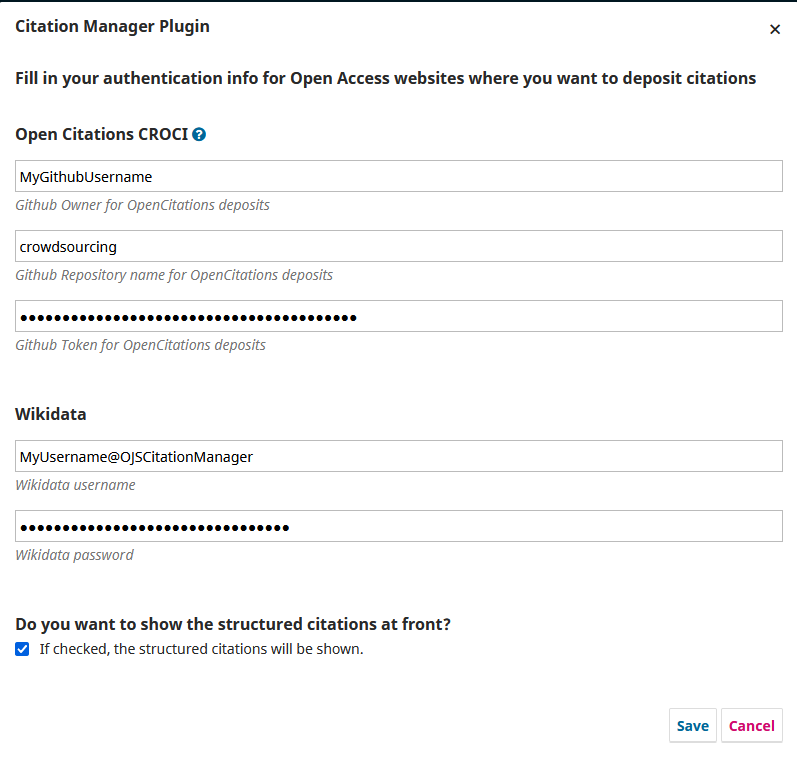 Citation Manager Plugin
×
Fill in your authentication info for Open Access websites where you want to deposit citations
Open Citations CROCI ?
MyGithubUsername
Github Owner for OpenCitations deposits
crowdsourcing
Github Repository name for OpenCitations deposits
••••••••••••••••••••••••••••••••••••••••
Github Token for OpenCitations deposits
Wikidata
MyUsername@OJSCitationManager
Wikidata username
••••••••••••••••••••••••••••••••
Wikidata password
Do you want to show the structured citations at front?
If checked, the structured citations will be shown.
Save Cancel